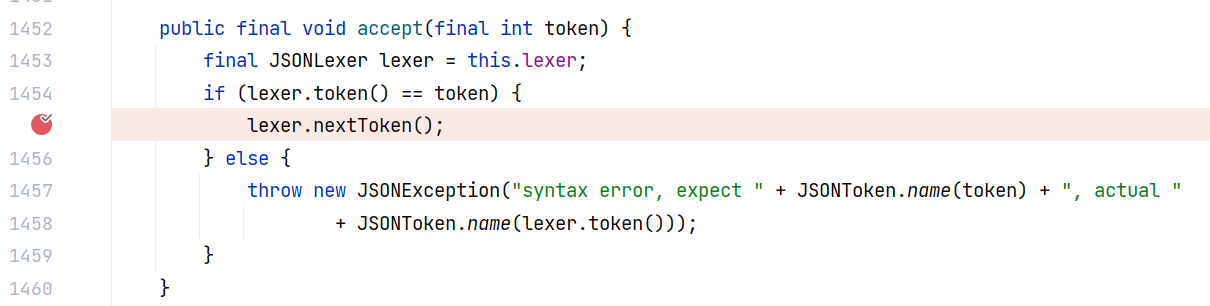 1452 public final void accept(final int token) {
1453 final JSONLexer lexer = this.lexer;
1454 if (lexer.token() == token) {
lexer.nextToken();
1456 } else {
1457 throw new JSONException("syntax error, expect " + JSONToken.name(token) + ", actual "
1458 + JSONToken.name(lexer.token()));
1459 }
1460 }